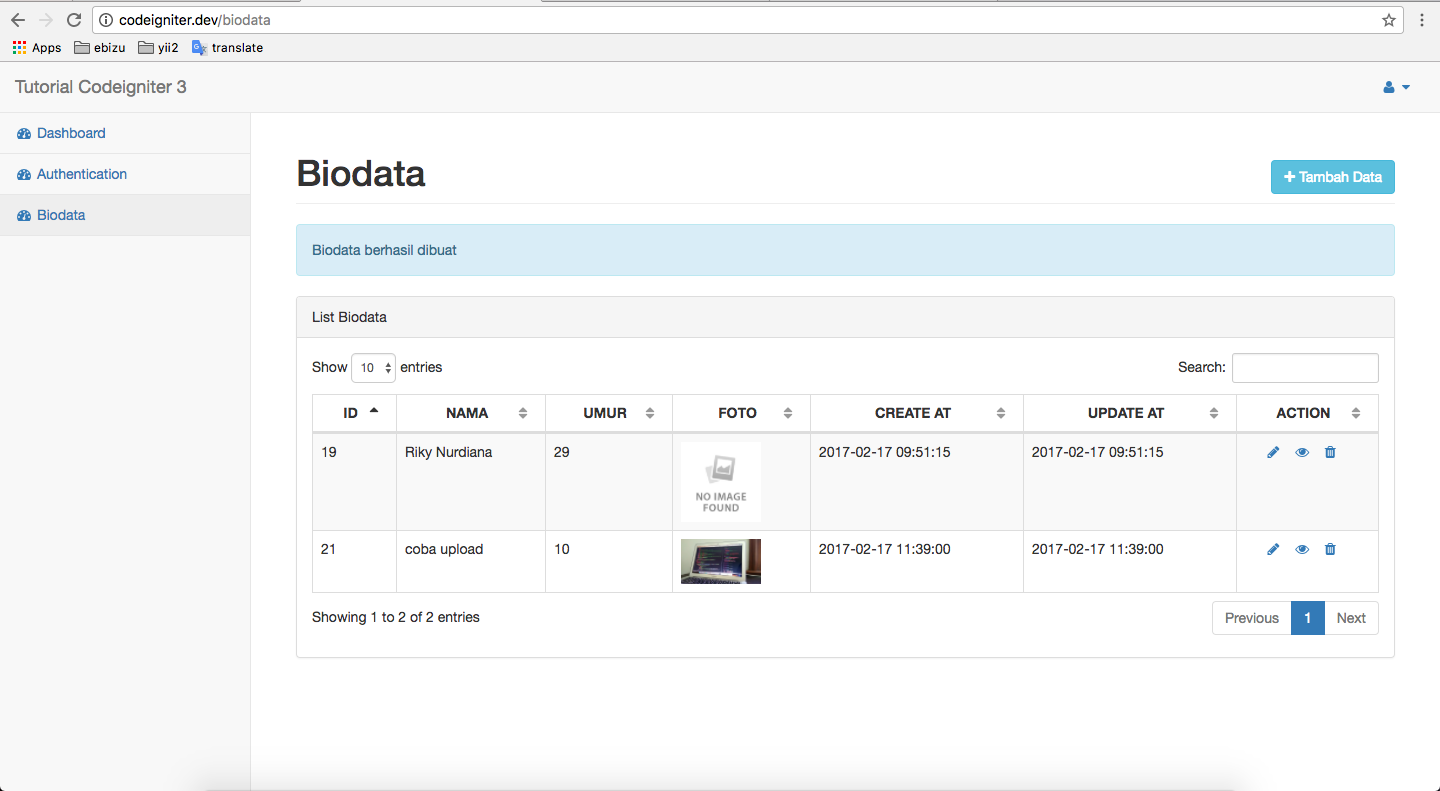 codeigniter.dev/biodata
Apps ebizu yii2 translate
Tutorial Codeigniter 3
Dashboard
Authentication
Biodata
Biodata
Tambah Data
Biodata berhasil dibuat
List Biodata
Show 10 entries
Search:
ID NAMA UMUR FOTO CREATE AT UPDATE AT ACTION
19 Riky Nurdiana 29 2017-02-17 09:51:15 2017-02-17 09:51:15
NO IMAGE
FOUND
21 coba upload 10 2017-02-17 11:39:00 2017-02-17 11:39:00
Showing 1 to 2 of 2 entries
Previous 1 Next